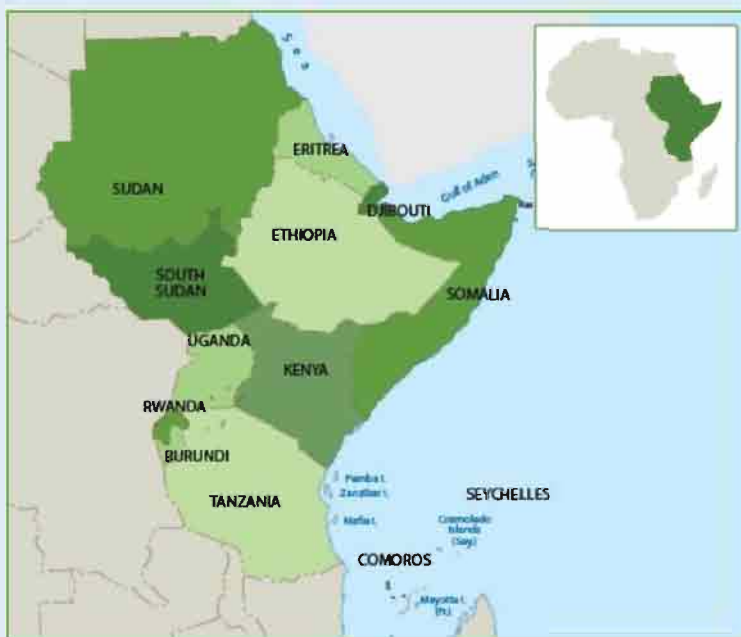 Sea
ERITREA
SUDAN
Gulf of Aden
DJIBOUTI
ETHIOPIA
SOUTH
SUDAN
SOMALIA
UGANDA
KENYA
RWANDA
BURUNDI
Pemba I.
Zanzibar I.
TANZANIA
SEYCHELLES
Mafia I.
Islands
(Sey.)
COMOROS
Mayotte
(Fr.)